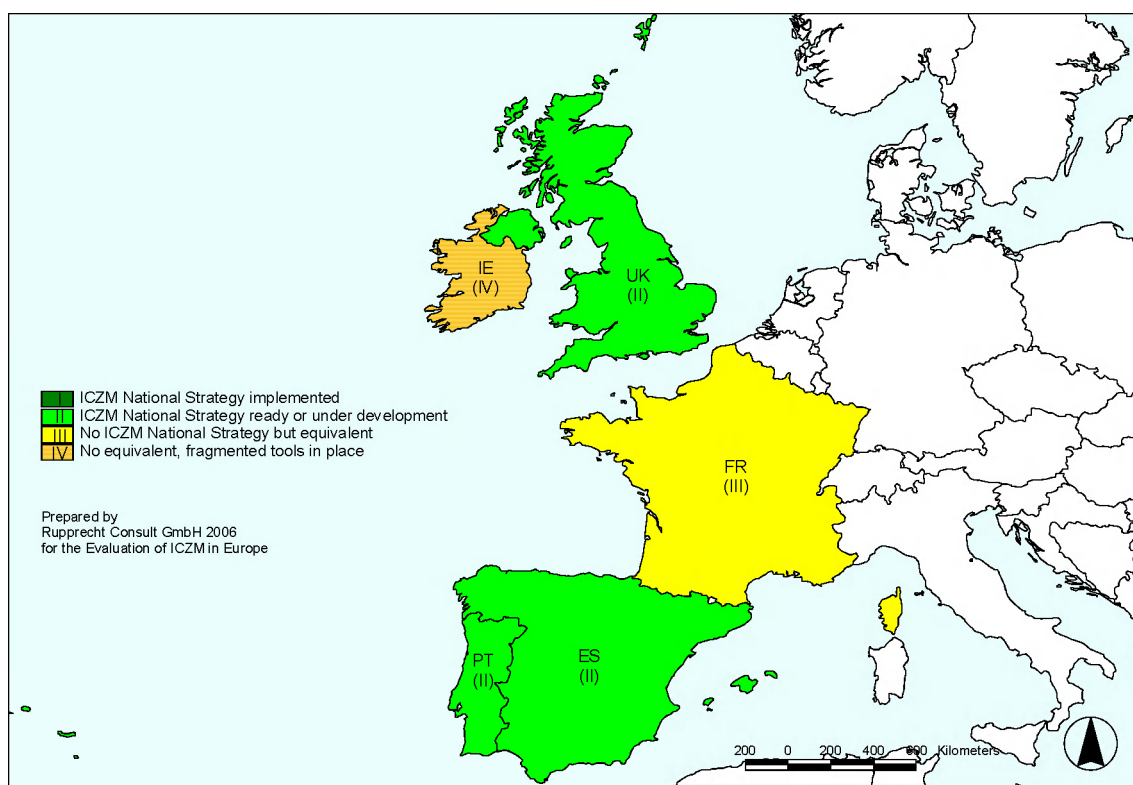 IE
(IV)
UK
(II)
I ICZM National Strategy implemented
II ICZM National Strategy ready or under development
III No ICZM National Strategy but equivalent
IV No equivalent, fragmented tools in place
FR
(III)
Prepared by
Rupprecht Consult GmbH 2006
for the Evaluation of ICZM in Europe
PT
(II)
ES
(II)
200 0 200 400 600 Kilometers